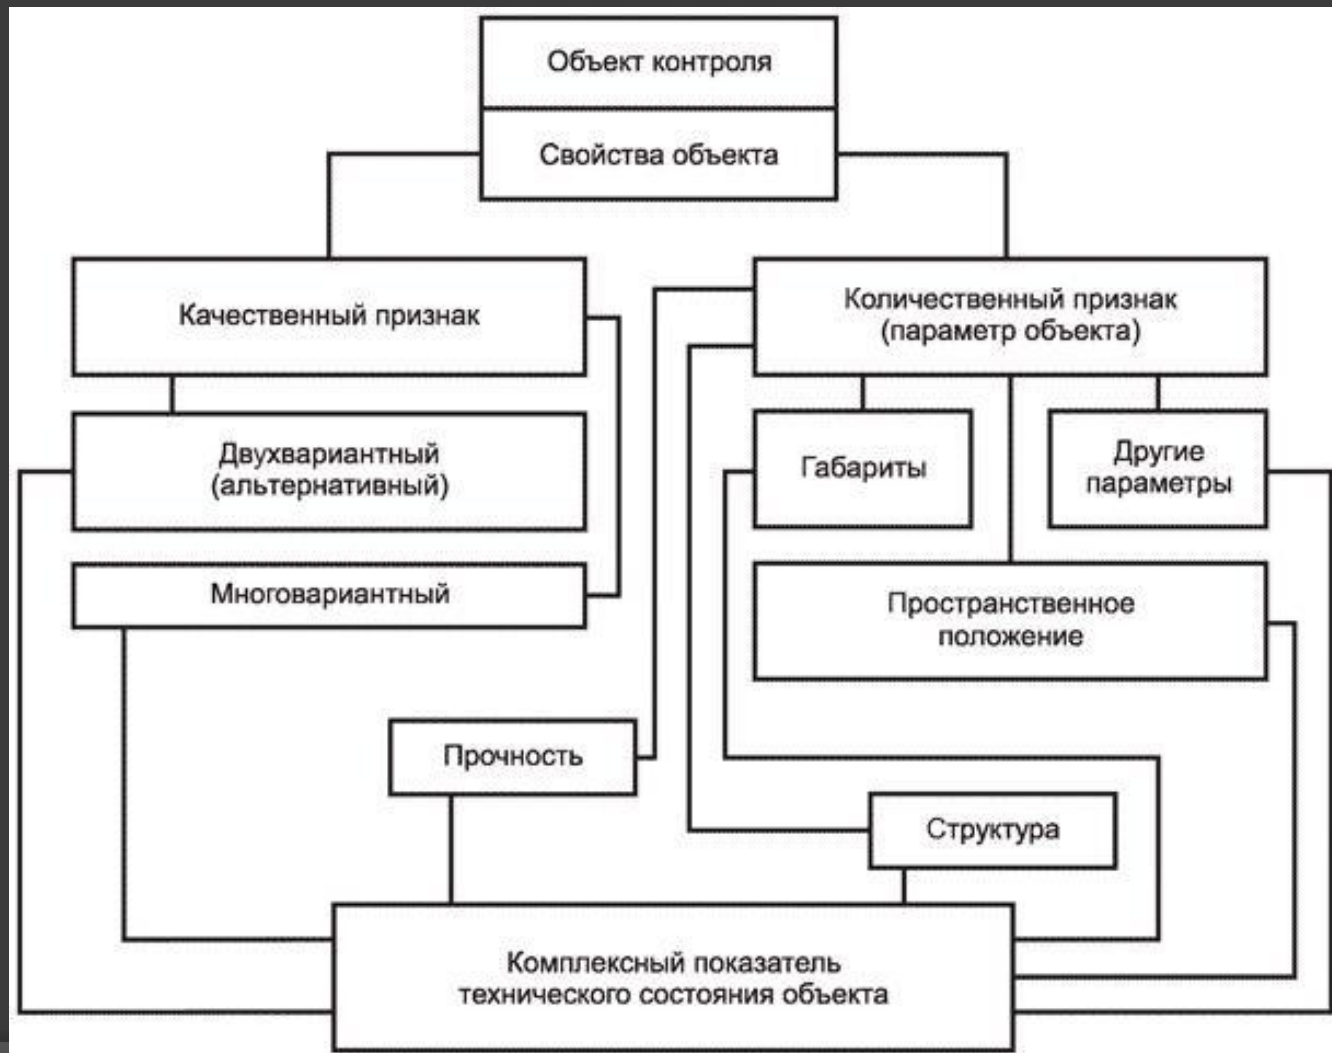 Объект контроля
Свойства объекта
Качественный признак
Количественный признак
(параметр объекта)
Двухвариантный
(альтернативный)
Габариты
Другие
параметры
Многовариантный
Пространственное
положение
Прочность
Структура
Комплексный показатель
технического состояния объекта